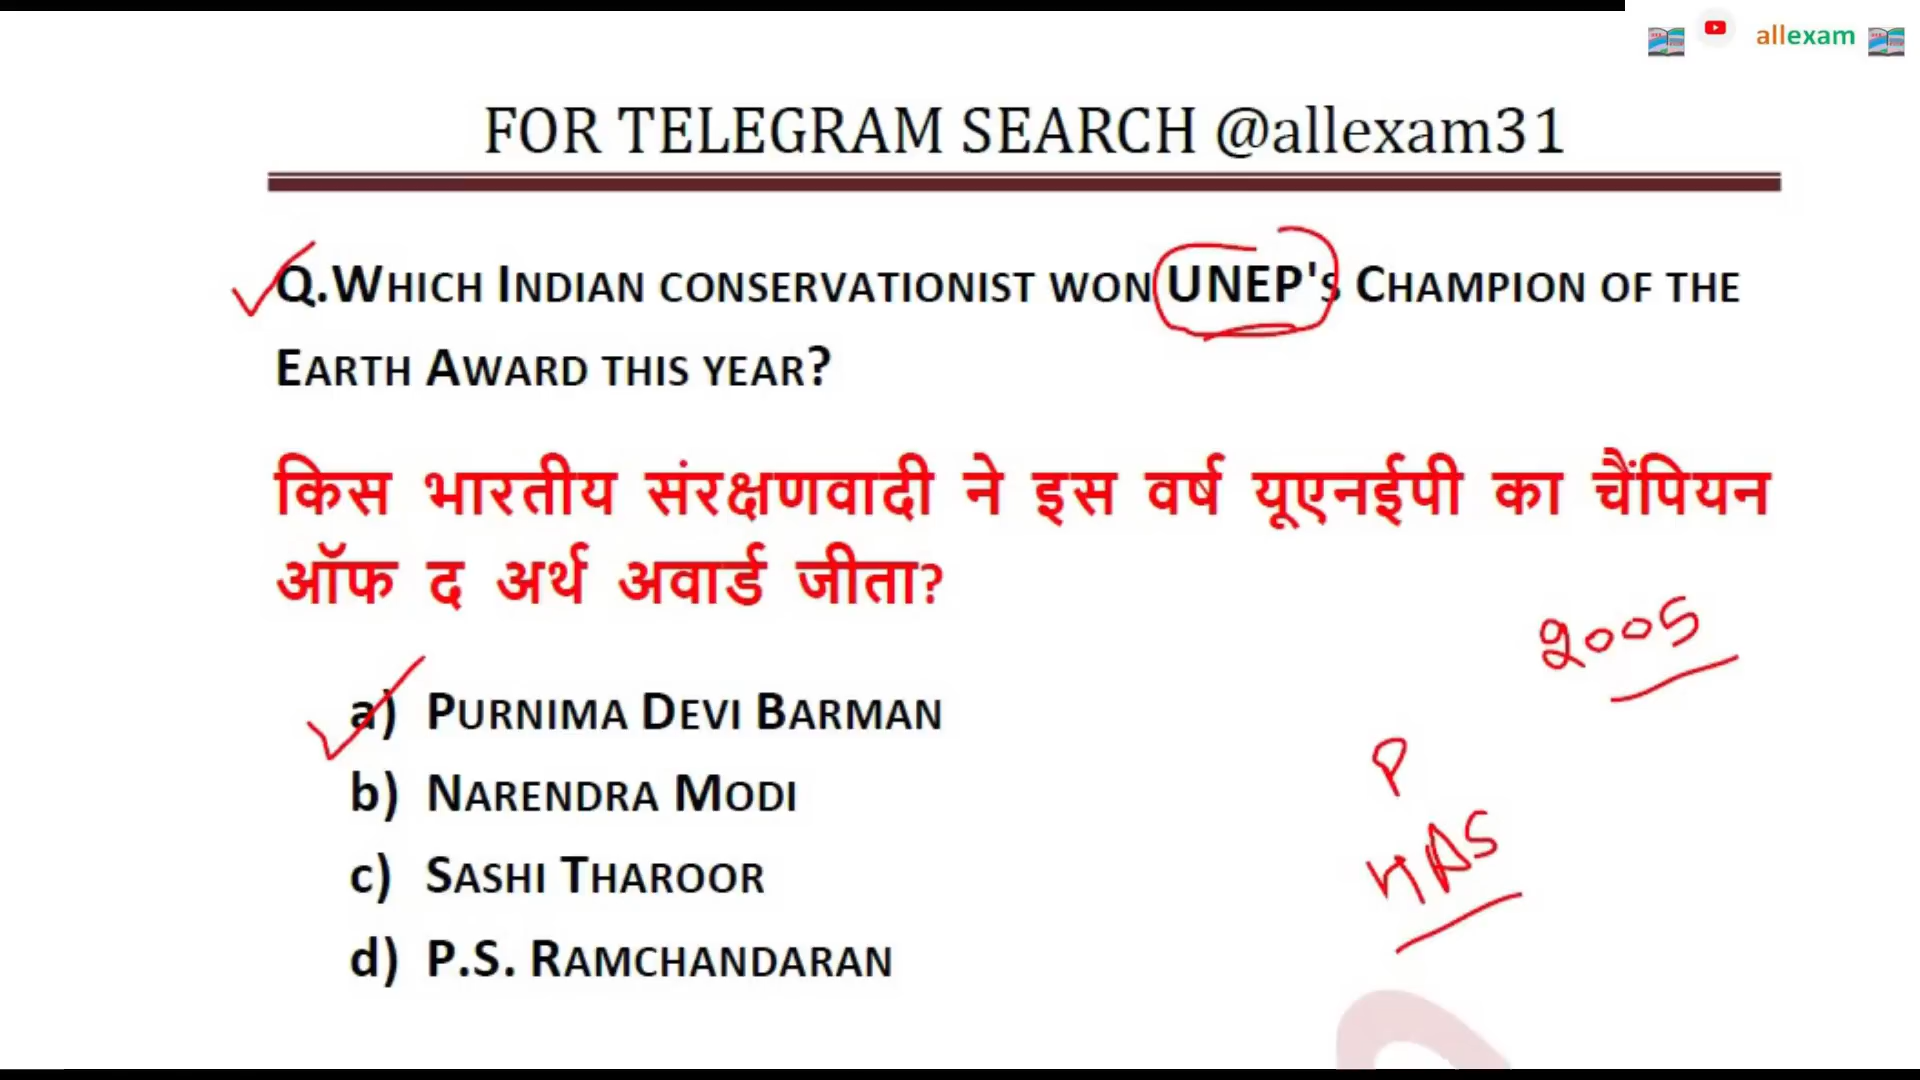 allexam
FOR TELEGRAM SEARCH @allexam31
Q.WHICH INDIAN CONSERVATIONIST WON UNEP'S CHAMPION OF THE
EARTH AWARD THIS YEAR?
किस भारतीय संरक्षणवादी ने इस वर्ष यूएनईपी का चैंपियन
ऑफ द अर्थ अवार्ड जीता?
2005
a) PURNIMA DEVI BARMAN
P
b) NARENDRA MODI
HAS
c) SASHI THAROOR
d) P.S. RAMCHANDARAN